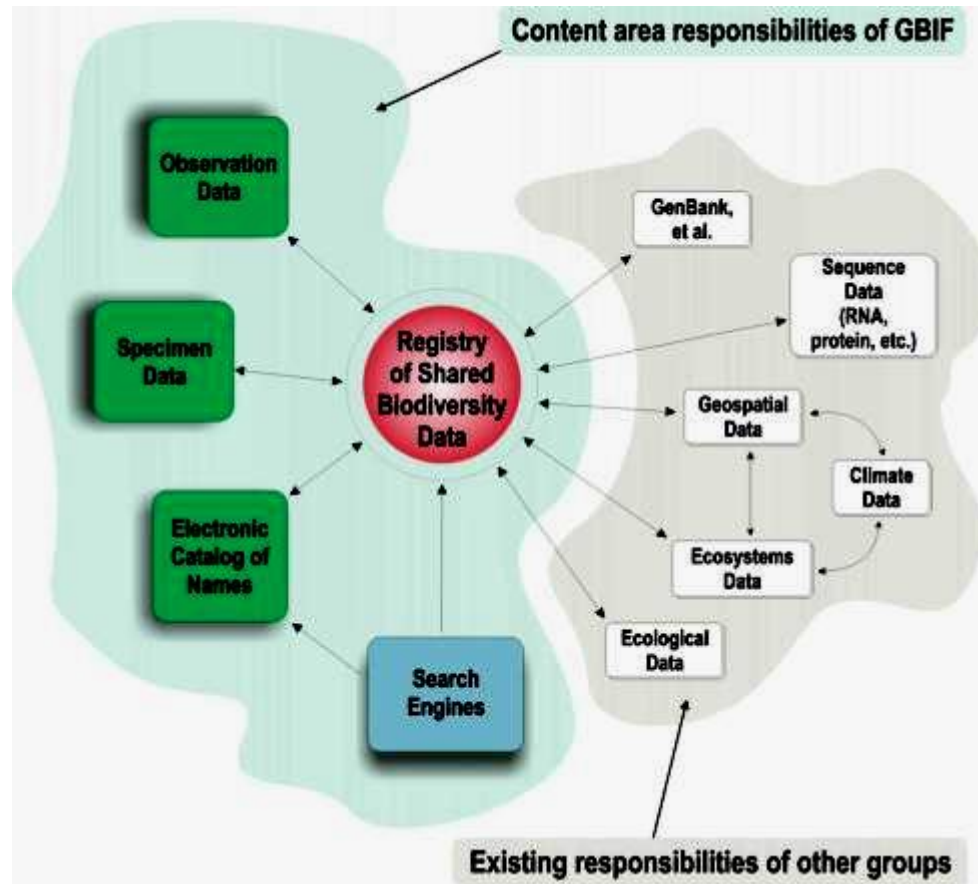 Content area responsibilities of GBIF
Observation
Data
GenBank,
et al.
Sequence
Data
(RNA,
protein, etc.)
Specimen
Data
Registry
of Shared
Biodiversity
Data
Geospatial
Data
Climate
Data
Electronic
Catalog of
Names
Ecosystems
Data
Ecological
Data
Search
Engines
Existing responsibilities of other groups